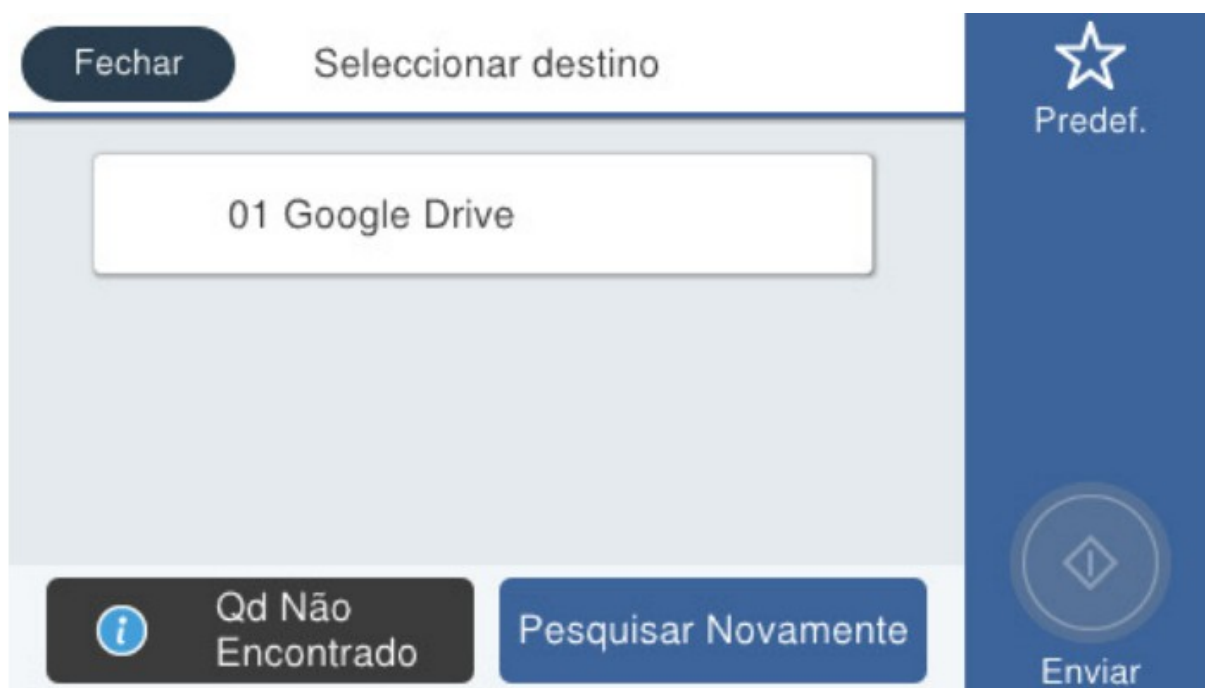 Fechar
Seleccionar destino
Predef.
01 Google Drive
Qd Não
Encontrado
Pesquisar Novamente
Enviar